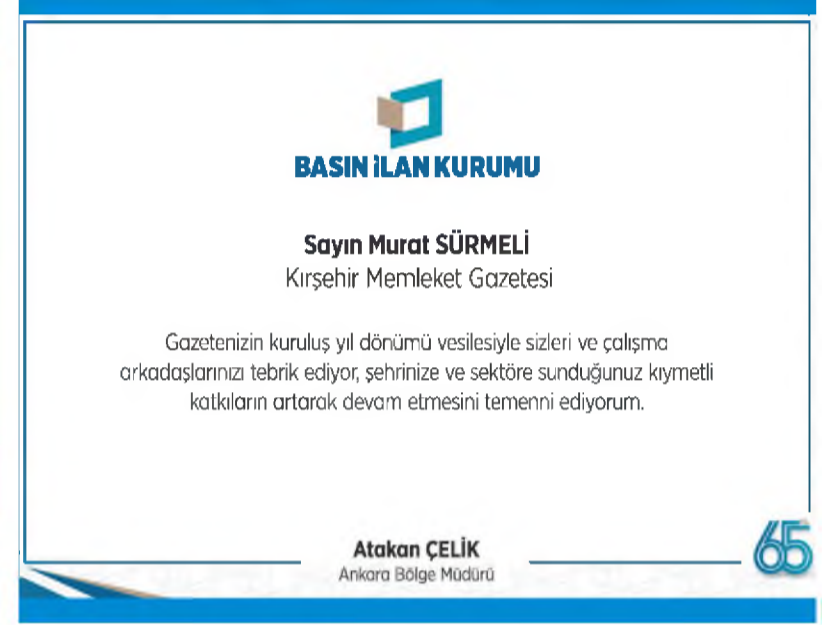 BASIN İLAN KURUMU
Sayın Murat SÜRMELİ
Kırşehir Memleket Gazetesi
Gazetenizin kuruluş yıl dönümü vesilesiyle sizleri ve çalışma
arkadaşlarınızı tebrik ediyor, şehrinize ve sektöre sunduğunuz kıymetli
katkıların artarak devam etmesini temenni ediyorum.
Atakan ÇELİK
Ankara Bölge Müdürü
65